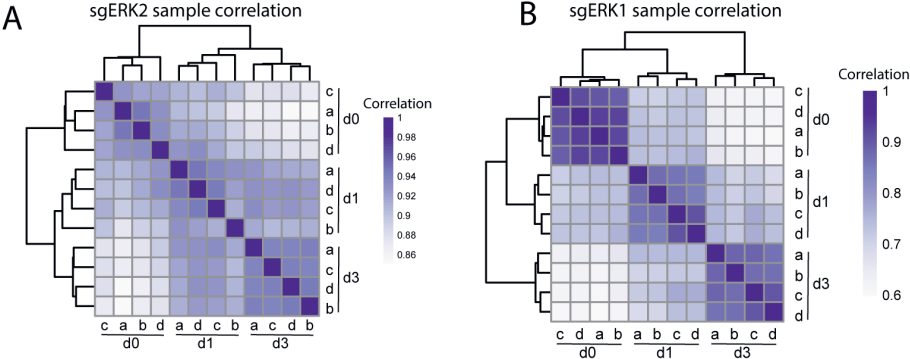 A
sgERK2 sample correlation
c
a
b
d
d0
a
d
c
b
d1
a
c
d
b
d3
c a b d a d c b a c d b
d0 d1 d3
Correlation
1
0.98
0.96
0.94
0.92
0.9
0.88
0.86
B
sgERK1 sample correlation
c
d
a
b
d0
a
b
c
d
d1
a
b
c
d
d3
c d a b a b c d a b c d
d0 d1 d3
Correlation
1
0.9
0.8
0.7
0.6